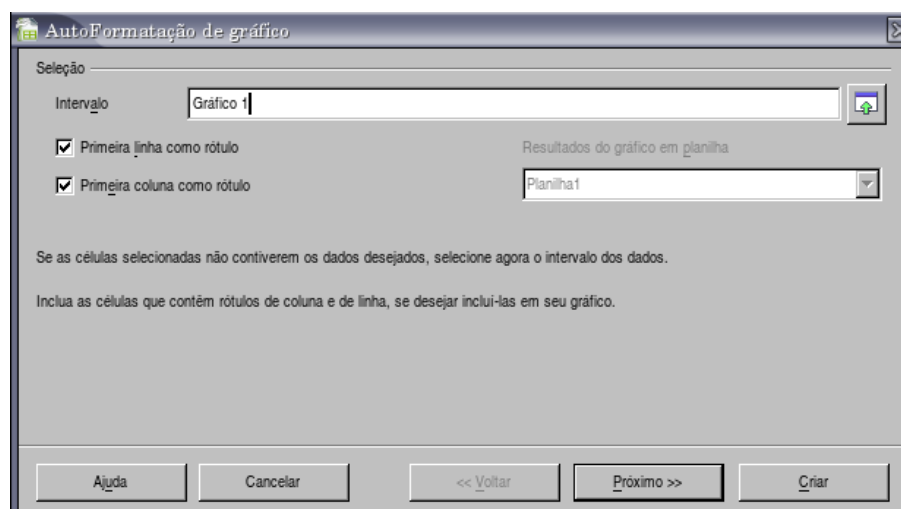 AutoFormatação de gráfico
Seleção
Intervalo Gráfico 1
Primeira linha como rótulo Resultados do gráfico em planilha
Primeira coluna como rótulo Planilha1
Se as células selecionadas não contiverem os dados desejados, selecione agora o intervalo dos dados.
Inclua as células que contêm rótulos de coluna e de linha, se desejar incluí-las em seu gráfico.
Ajuda Cancelar << Voltar Próximo >> Criar